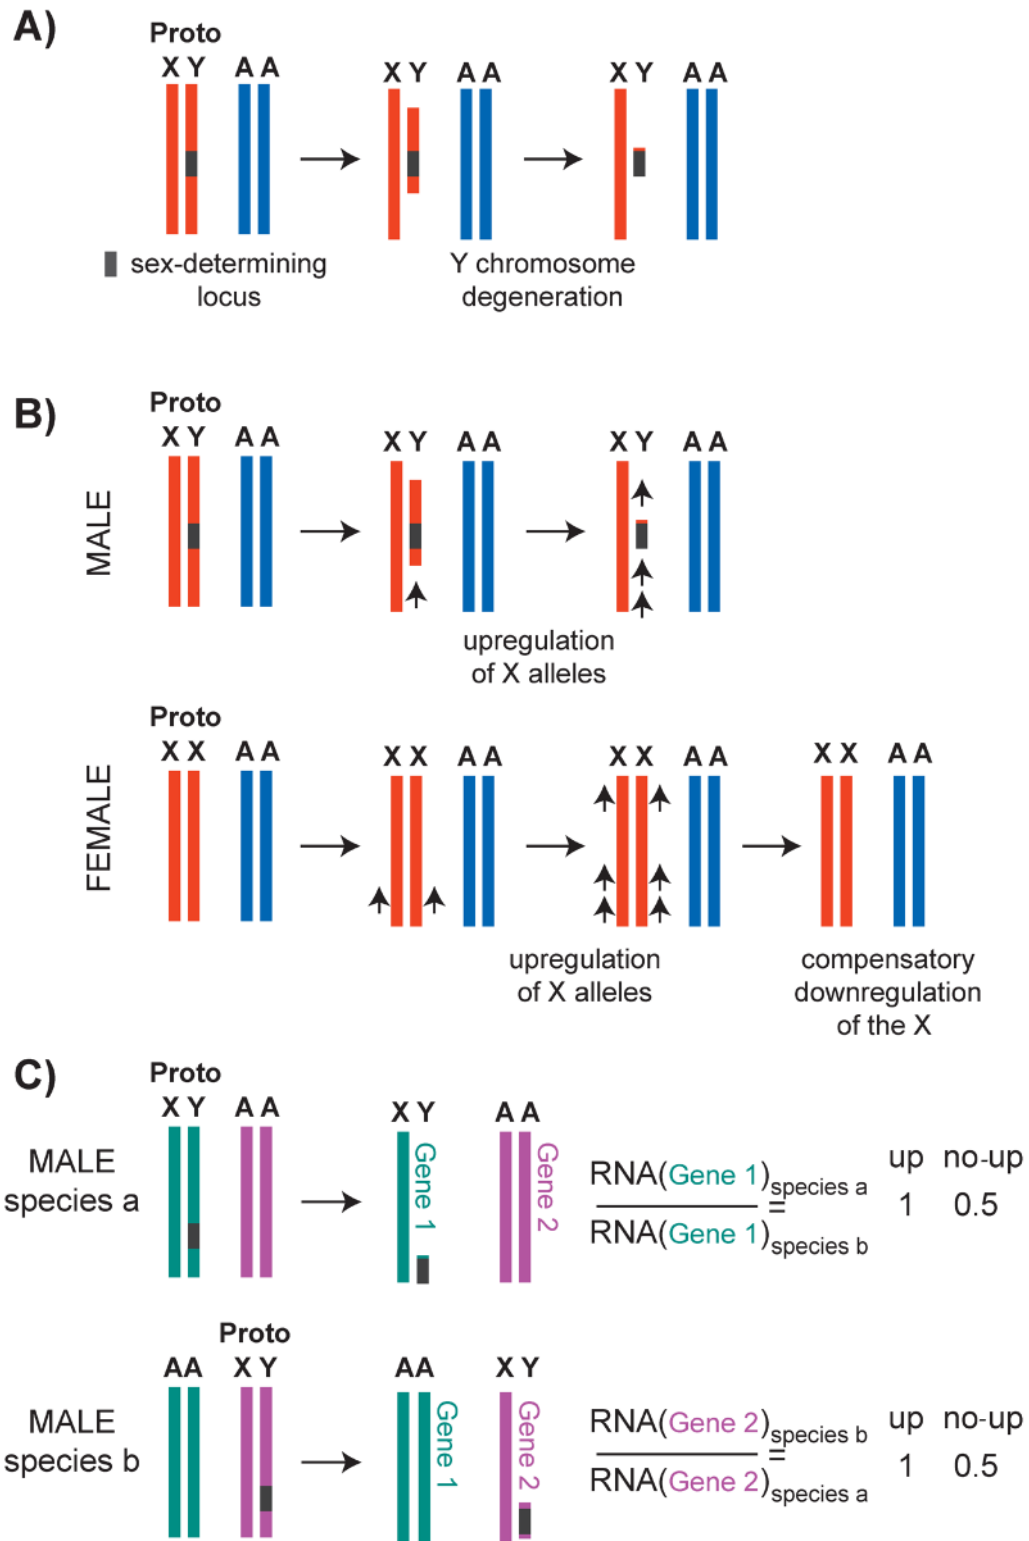 A)
Proto
X Y A A
X Y A A
X Y A A
sex-determining
locus
Y chromosome
degeneration
B)
MALE
Proto
X Y A A
X Y A A
X Y A A
upregulation
of X alleles
FEMALE
Proto
X X A A
X X A A
X X A A
X X A A
upregulation
of X alleles
compensatory
downregulation
of the X
C)
MALE
species a
Proto
X Y A A
X Y A A
Gene 1
Gene 2
RNA(Gene 1)species a
=
RNA(Gene 1)species b
up no-up
1 0.5
MALE
species b
Proto
AA X Y
AA X Y
Gene 1
Gene 2
RNA(Gene 2)species b
=
RNA(Gene 2)species a
up no-up
1 0.5